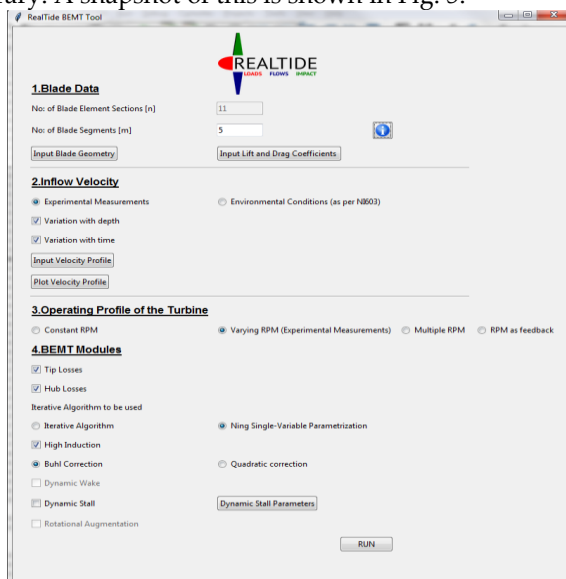 rary. A snapshot of this is shown in Fig. 3.
RealTide BEMT Tool
REALTIDE
LOADS FLOWS IMPACT
1.Blade Data
No: of Blade Element Sections [n] 11
No: of Blade Segments [m] 5
Input Blade Geometry Input Lift and Drag Coefficients
2.Inflow Velocity
Experimental Measurements Environmental Conditions (as per NI603)
Variation with depth
Variation with time
Input Velocity Profile
Plot Velocity Profile
3.Operating Profile of the Turbine
Constant RPM Varying RPM (Experimental Measurements) Multiple RPM RPM as feedback
4.BEMT Modules
Tip Losses
Hub Losses
Iterative Algorithm to be used
Iterative Algorithm Ning Single-Variable Parametrization
High Induction
Buhl Correction Quadratic correction
Dynamic Wake
Dynamic Stall Dynamic Stall Parameters
Rotational Augmentation
RUN